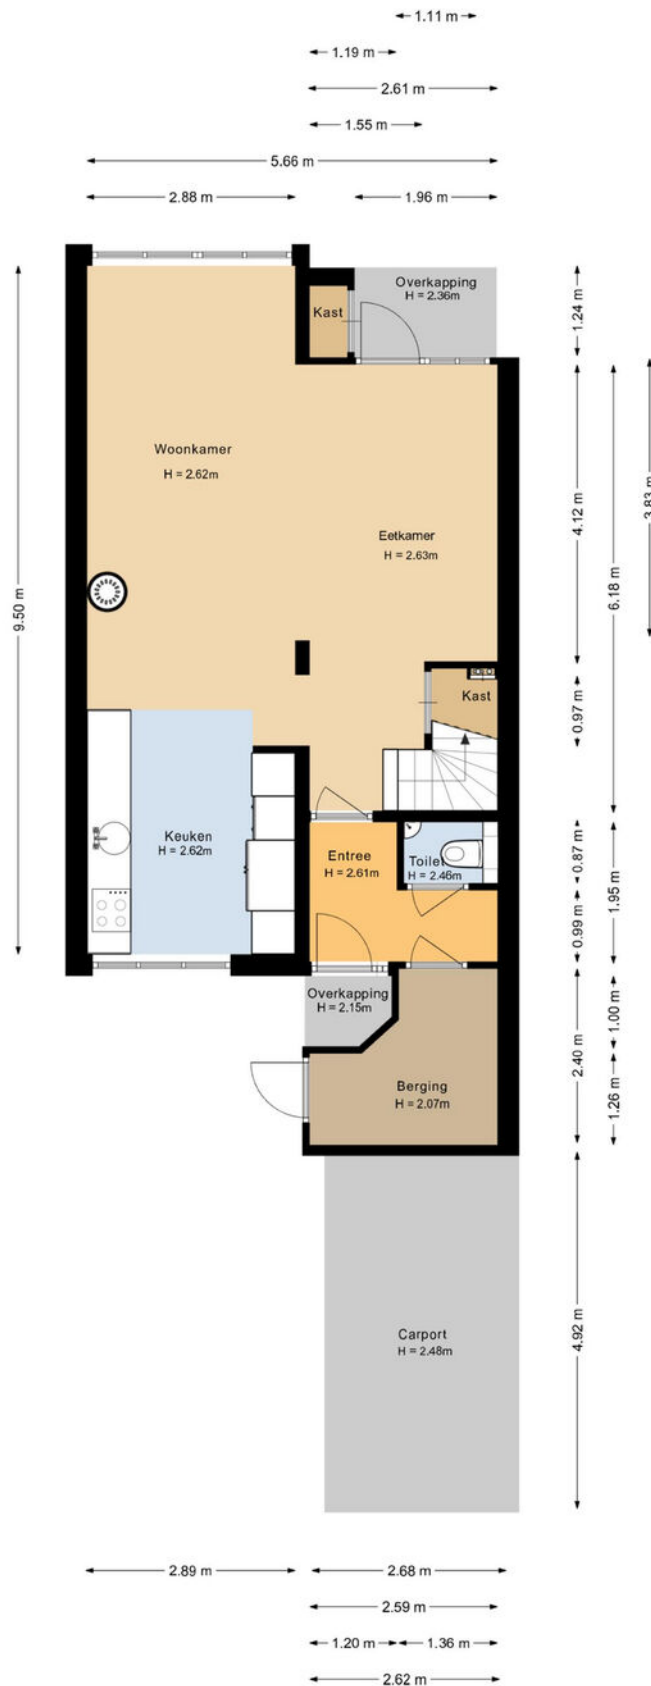 1.11 m
1.19 m
2.61 m
1.55 m
5.66 m
2.88 m
1.96 m
Overkapping
H = 2.36m
Kast
1.24 m
Woonkamer
H = 2.62m
Eetkamer
H = 2.63m
4.12 m
3.83 m
9.50 m
6.18 m
Kast
0.97 m
Keuken
H = 2.62m
Entree
H = 2.61m
Toilet
H = 2.46m
0.87 m
1.95 m
0.99 m
Overkapping
H = 2.15m
1.00 m
2.40 m
Berging
H = 2.07m
1.26 m
Carport
H = 2.48m
4.92 m
2.89 m
2.68 m
2.59 m
1.20 m
1.36 m
2.62 m